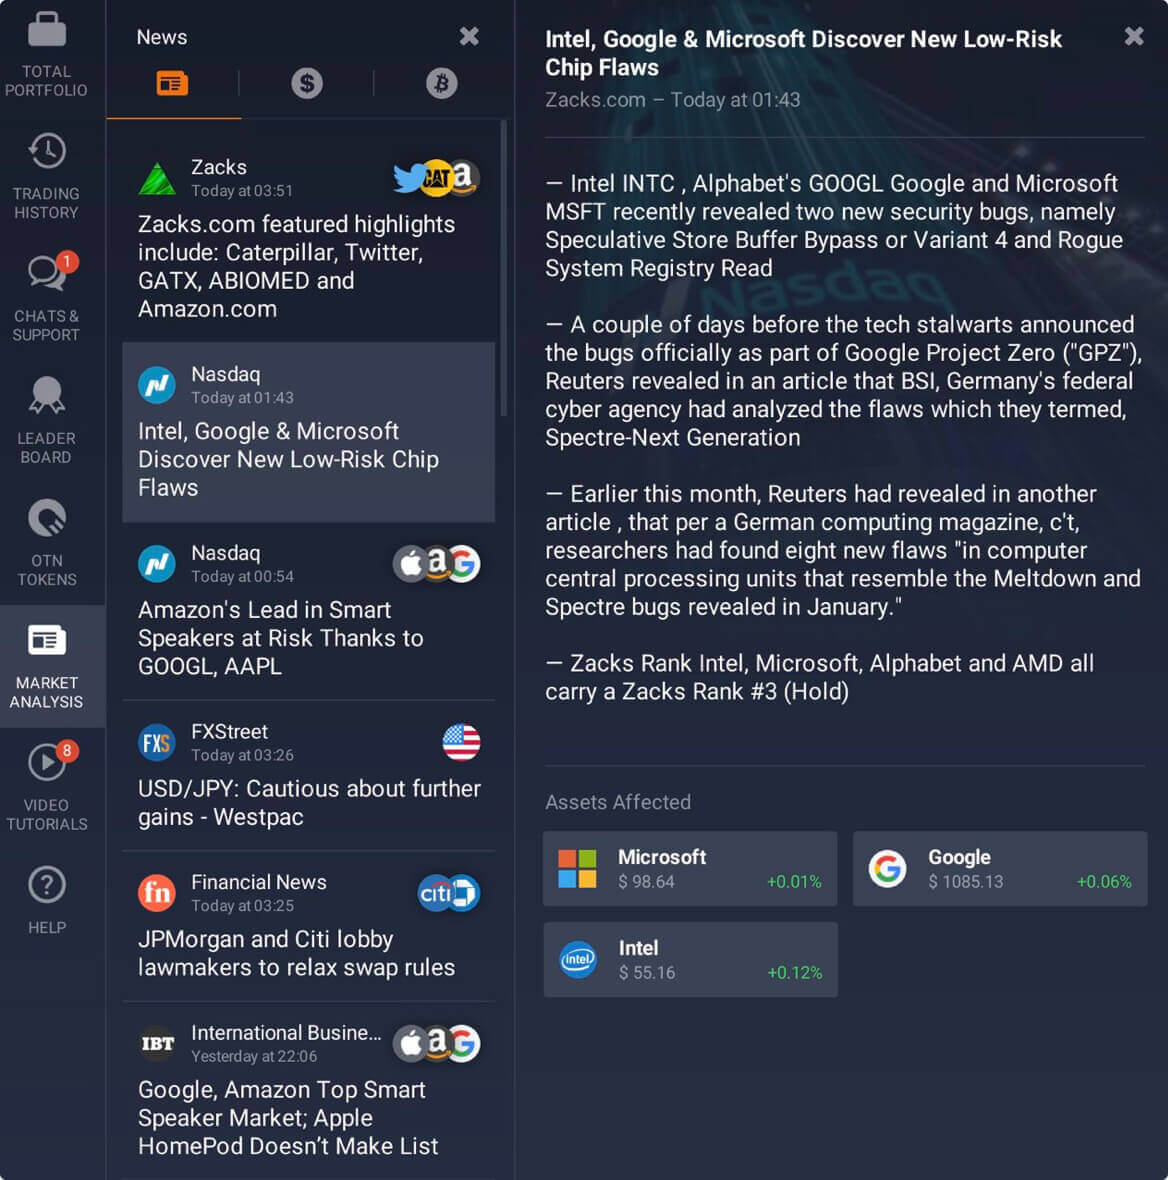 TOTAL
PORTFOLIO
TRADING
HISTORY
1
CHATS &
SUPPORT
LEADER
BOARD
OTN
TOKENS
MARKET
ANALYSIS
8
VIDEO
TUTORIALS
?
HELP
News
$
Zacks
Today at 03:51
CAT
a
Zacks.com featured highlights
include: Caterpillar, Twitter,
GATX, ABIOMED and
Amazon.com
Nasdaq
Today at 01:43
Intel, Google & Microsoft
Discover New Low-Risk Chip
Flaws
Nasdaq
Today at 00:54
a
G
Amazon's Lead in Smart
Speakers at Risk Thanks to
GOOGL, AAPL
FXS
FXStreet
Today at 03:26
USD/JPY: Cautious about further
gains - Westpac
fn
Financial News
Today at 03:25
citi
JPMorgan and Citi lobby
lawmakers to relax swap rules
IBT
International Busine...
Yesterday at 22:06
a
G
Google, Amazon Top Smart
Speaker Market; Apple
HomePod Doesn’t Make List
Intel, Google & Microsoft Discover New Low-Risk
Chip Flaws
Zacks.com – Today at 01:43
— Intel INTC , Alphabet's GOOGL Google and Microsoft
MSFT recently revealed two new security bugs, namely
Speculative Store Buffer Bypass or Variant 4 and Rogue
System Registry Read
Nasdaq
— A couple of days before the tech stalwarts announced
the bugs officially as part of Google Project Zero ("GPZ"),
Reuters revealed in an article that BSI, Germany's federal
cyber agency had analyzed the flaws which they termed,
Spectre-Next Generation
— Earlier this month, Reuters had revealed in another
article , that per a German computing magazine, c't,
researchers had found eight new flaws "in computer
central processing units that resemble the Meltdown and
Spectre bugs revealed in January."
— Zacks Rank Intel, Microsoft, Alphabet and AMD all
carry a Zacks Rank #3 (Hold)
Assets Affected
Microsoft
$ 98.64 +0.01%
G
Google
$ 1085.13 +0.06%
intel
Intel
$ 55.16 +0.12%